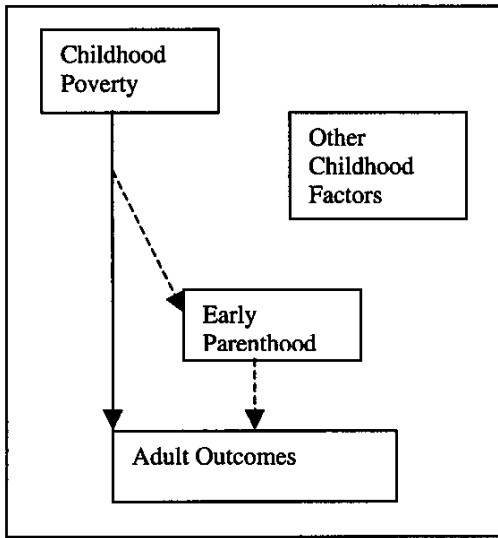 Childhood
Poverty
Other
Childhood
Factors
Early
Parenthood
Adult Outcomes